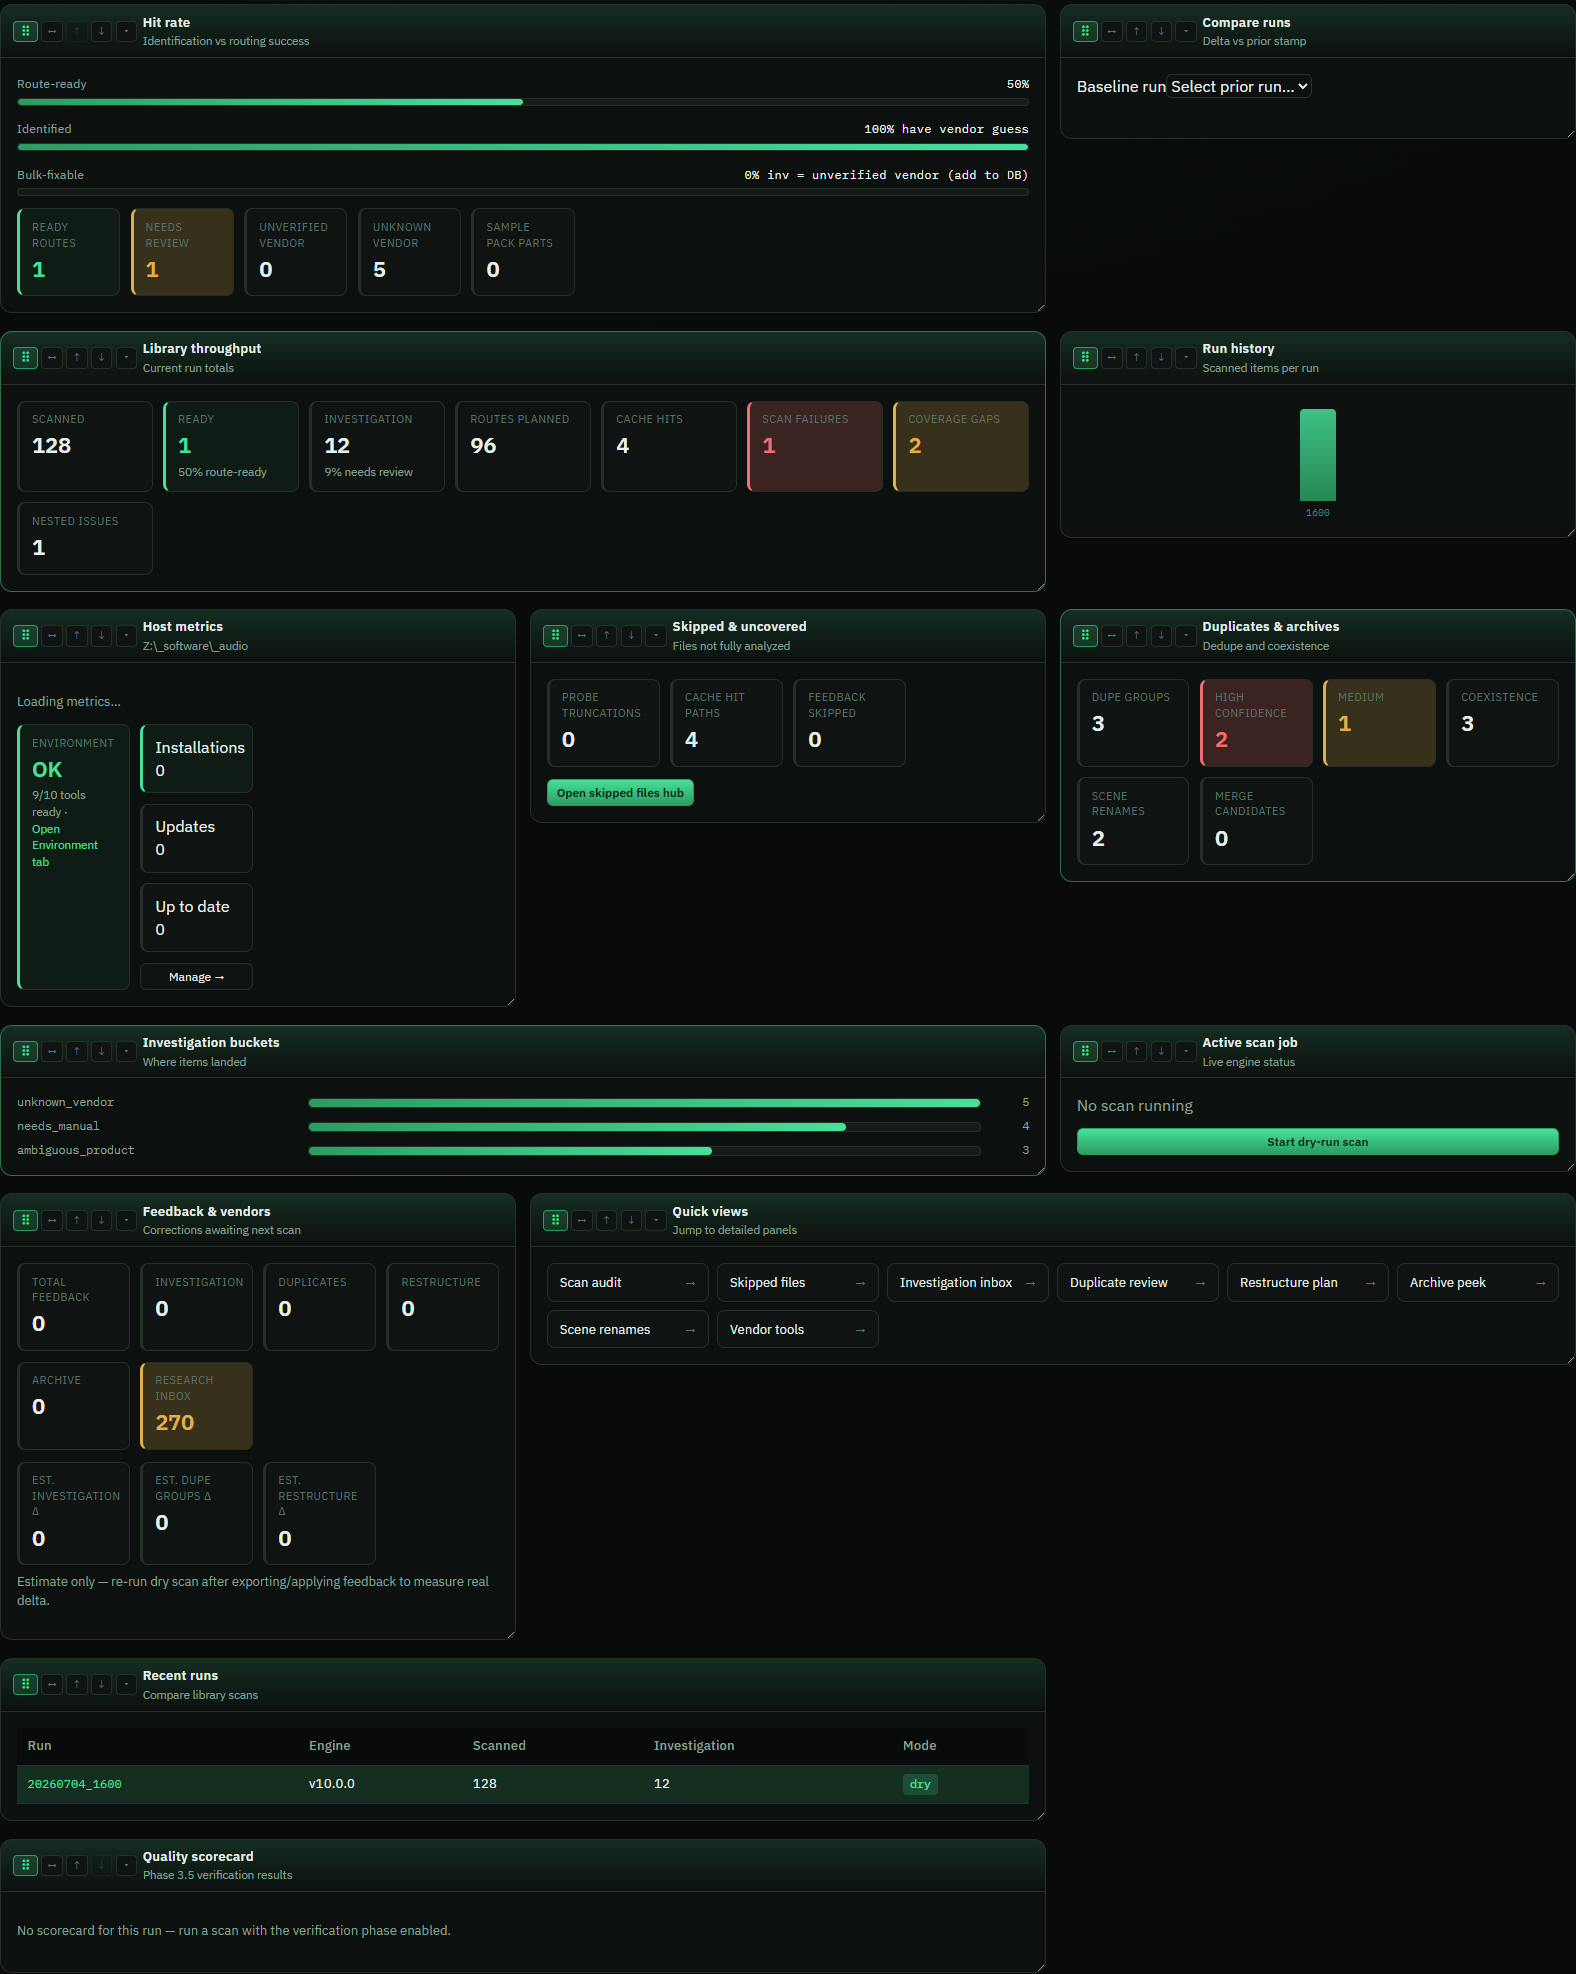 Hit rate
Identification vs routing success
Route-ready
50%
Identified
100% have vendor guess
Bulk-fixable
0% inv = unverified vendor (add to DB)
READY
ROUTES
1
NEEDS
REVIEW
1
UNVERIFIED
VENDOR
0
UNKNOWN
VENDOR
5
SAMPLE
PACK PARTS
0
Compare runs
Delta vs prior stamp
Baseline run Select prior run...
Library throughput
Current run totals
SCANNED
128
READY
1
50% route-ready
INVESTIGATION
12
9% needs review
ROUTES PLANNED
96
CACHE HITS
4
SCAN FAILURES
1
COVERAGE GAPS
2
NESTED ISSUES
1
Run history
Scanned items per run
1600
Host metrics
Z:\_software\_audio
Loading metrics...
ENVIRONMENT
OK
9/10 tools
ready ·
Open
Environment
tab
Installations
0
Updates
0
Up to date
0
Manage →
Skipped & uncovered
Files not fully analyzed
PROBE
TRUNCATIONS
0
CACHE HIT
PATHS
4
FEEDBACK
SKIPPED
0
Open skipped files hub
Duplicates & archives
Dedupe and coexistence
DUPE GROUPS
3
HIGH
CONFIDENCE
2
MEDIUM
1
COEXISTENCE
3
SCENE
RENAMES
2
MERGE
CANDIDATES
0
Investigation buckets
Where items landed
unknown_vendor
5
needs_manual
4
ambiguous_product
3
Active scan job
Live engine status
No scan running
Start dry-run scan
Feedback & vendors
Corrections awaiting next scan
TOTAL
FEEDBACK
0
INVESTIGATION
0
DUPLICATES
0
RESTRUCTURE
0
ARCHIVE
0
RESEARCH
INBOX
270
EST.
INVESTIGATION
Δ
0
EST. DUPE
GROUPS Δ
0
EST.
RESTRUCTURE
Δ
0
Estimate only — re-run dry scan after exporting/applying feedback to measure real
delta.
Quick views
Jump to detailed panels
Scan audit →
Skipped files →
Investigation inbox →
Duplicate review →
Restructure plan →
Archive peek →
Scene renames →
Vendor tools →
Recent runs
Compare library scans
Run Engine Scanned Investigation Mode
20260704_1600 v10.0.0 128 12 dry
Quality scorecard
Phase 3.5 verification results
No scorecard for this run — run a scan with the verification phase enabled.